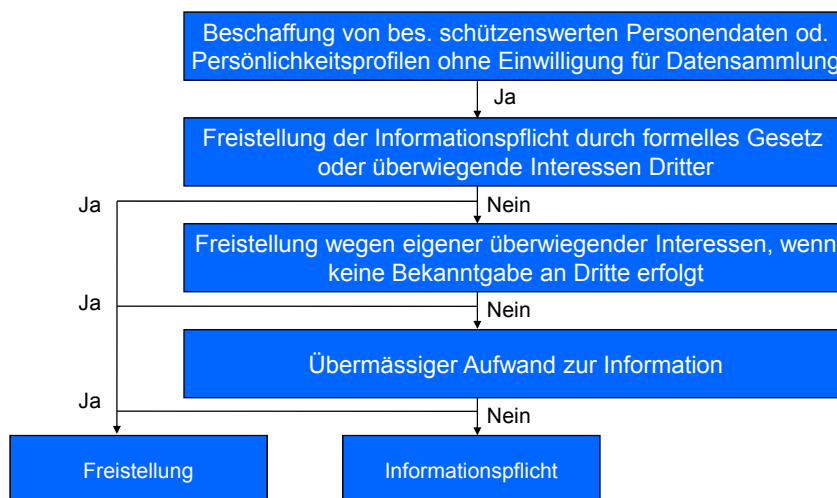 Beschaffung von bes. schützenswerten Personendaten od.
Persönlichkeitsprofilen ohne Einwilligung für Datensammlung
Ja
Freistellung der Informationspflicht durch formelles Gesetz
oder überwiegende Interessen Dritter
Ja
Nein
Freistellung wegen eigener überwiegender Interessen, wenn
keine Bekanntgabe an Dritte erfolgt
Ja
Nein
Übermässiger Aufwand zur Information
Ja
Nein
Freistellung
Informationspflicht